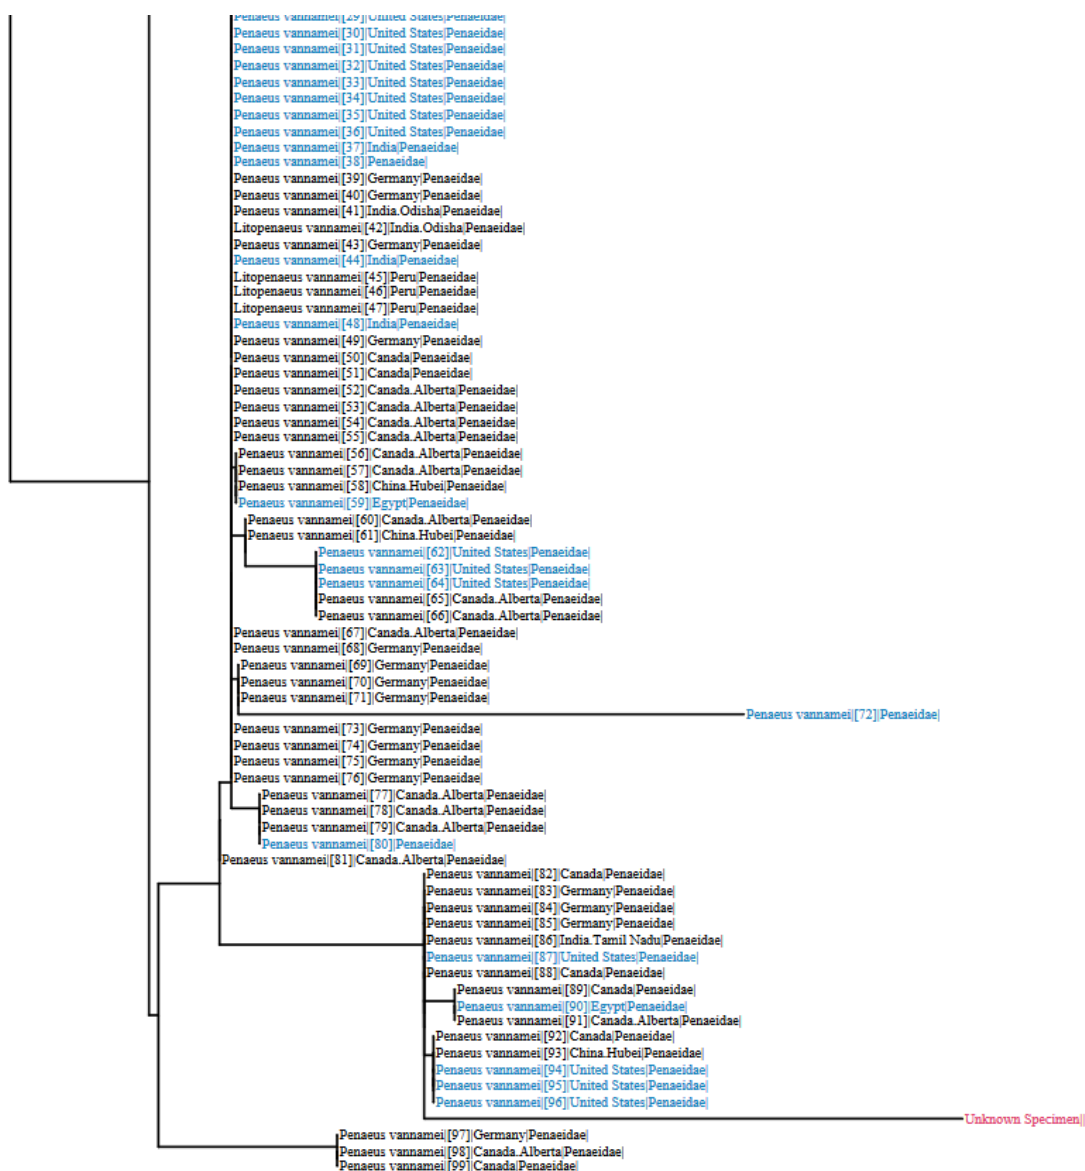 Penaeus vannamei|[29]|United States|Penaeidae|
Penaeus vannamei|[30]|United States|Penaeidae|
Penaeus vannamei|[31]|United States|Penaeidae|
Penaeus vannamei|[32]|United States|Penaeidae|
Penaeus vannamei|[33]|United States|Penaeidae|
Penaeus vannamei|[34]|United States|Penaeidae|
Penaeus vannamei|[35]|United States|Penaeidae|
Penaeus vannamei|[36]|United States|Penaeidae|
Penaeus vannamei|[37]|India|Penaeidae|
Penaeus vannamei|[38]|Penaeidae|
Penaeus vannamei|[39]|Germany|Penaeidae|
Penaeus vannamei|[40]|Germany|Penaeidae|
Penaeus vannamei|[41]|India.Odisha|Penaeidae|
Litopenaeus vannamei|[42]|India.Odisha|Penaeidae|
Penaeus vannamei|[43]|Germany|Penaeidae|
Penaeus vannamei|[44]|India|Penaeidae|
Litopenaeus vannamei|[45]|Peru|Penaeidae|
Litopenaeus vannamei|[46]|Peru|Penaeidae|
Litopenaeus vannamei|[47]|Peru|Penaeidae|
Penaeus vannamei|[48]|India|Penaeidae|
Penaeus vannamei|[49]|Germany|Penaeidae|
Penaeus vannamei|[50]|Canada|Penaeidae|
Penaeus vannamei|[51]|Canada|Penaeidae|
Penaeus vannamei|[52]|Canada.Alberta|Penaeidae|
Penaeus vannamei|[53]|Canada.Alberta|Penaeidae|
Penaeus vannamei|[54]|Canada.Alberta|Penaeidae|
Penaeus vannamei|[55]|Canada.Alberta|Penaeidae|
Penaeus vannamei|[56]|Canada.Alberta|Penaeidae|
Penaeus vannamei|[57]|Canada.Alberta|Penaeidae|
Penaeus vannamei|[58]|China.Hubei|Penaeidae|
Penaeus vannamei|[59]|Egypt|Penaeidae|
Penaeus vannamei|[60]|Canada.Alberta|Penaeidae|
Penaeus vannamei|[61]|China.Hubei|Penaeidae|
Penaeus vannamei|[62]|United States|Penaeidae|
Penaeus vannamei|[63]|United States|Penaeidae|
Penaeus vannamei|[64]|United States|Penaeidae|
Penaeus vannamei|[65]|Canada.Alberta|Penaeidae|
Penaeus vannamei|[66]|Canada.Alberta|Penaeidae|
Penaeus vannamei|[67]|Canada.Alberta|Penaeidae|
Penaeus vannamei|[68]|Germany|Penaeidae|
Penaeus vannamei|[69]|Germany|Penaeidae|
Penaeus vannamei|[70]|Germany|Penaeidae|
Penaeus vannamei|[71]|Germany|Penaeidae|
Penaeus vannamei|[72]|Penaeidae|
Penaeus vannamei|[73]|Germany|Penaeidae|
Penaeus vannamei|[74]|Germany|Penaeidae|
Penaeus vannamei|[75]|Germany|Penaeidae|
Penaeus vannamei|[76]|Germany|Penaeidae|
Penaeus vannamei|[77]|Canada.Alberta|Penaeidae|
Penaeus vannamei|[78]|Canada.Alberta|Penaeidae|
Penaeus vannamei|[79]|Canada.Alberta|Penaeidae|
Penaeus vannamei|[80]|Penaeidae|
Penaeus vannamei|[81]|Canada.Alberta|Penaeidae|
Penaeus vannamei|[82]|Canada|Penaeidae|
Penaeus vannamei|[83]|Germany|Penaeidae|
Penaeus vannamei|[84]|Germany|Penaeidae|
Penaeus vannamei|[85]|Germany|Penaeidae|
Penaeus vannamei|[86]|India.Tamil Nadu|Penaeidae|
Penaeus vannamei|[87]|United States|Penaeidae|
Penaeus vannamei|[88]|Canada|Penaeidae|
Penaeus vannamei|[89]|Canada|Penaeidae|
Penaeus vannamei|[90]|Egypt|Penaeidae|
Penaeus vannamei|[91]|Canada.Alberta|Penaeidae|
Penaeus vannamei|[92]|Canada|Penaeidae|
Penaeus vannamei|[93]|China.Hubei|Penaeidae|
Penaeus vannamei|[94]|United States|Penaeidae|
Penaeus vannamei|[95]|United States|Penaeidae|
Penaeus vannamei|[96]|United States|Penaeidae|
Unknown Specimen||
Penaeus vannamei|[97]|Germany|Penaeidae|
Penaeus vannamei|[98]|Canada.Alberta|Penaeidae|
Penaeus vannamei|[99]|Canada|Penaeidae|